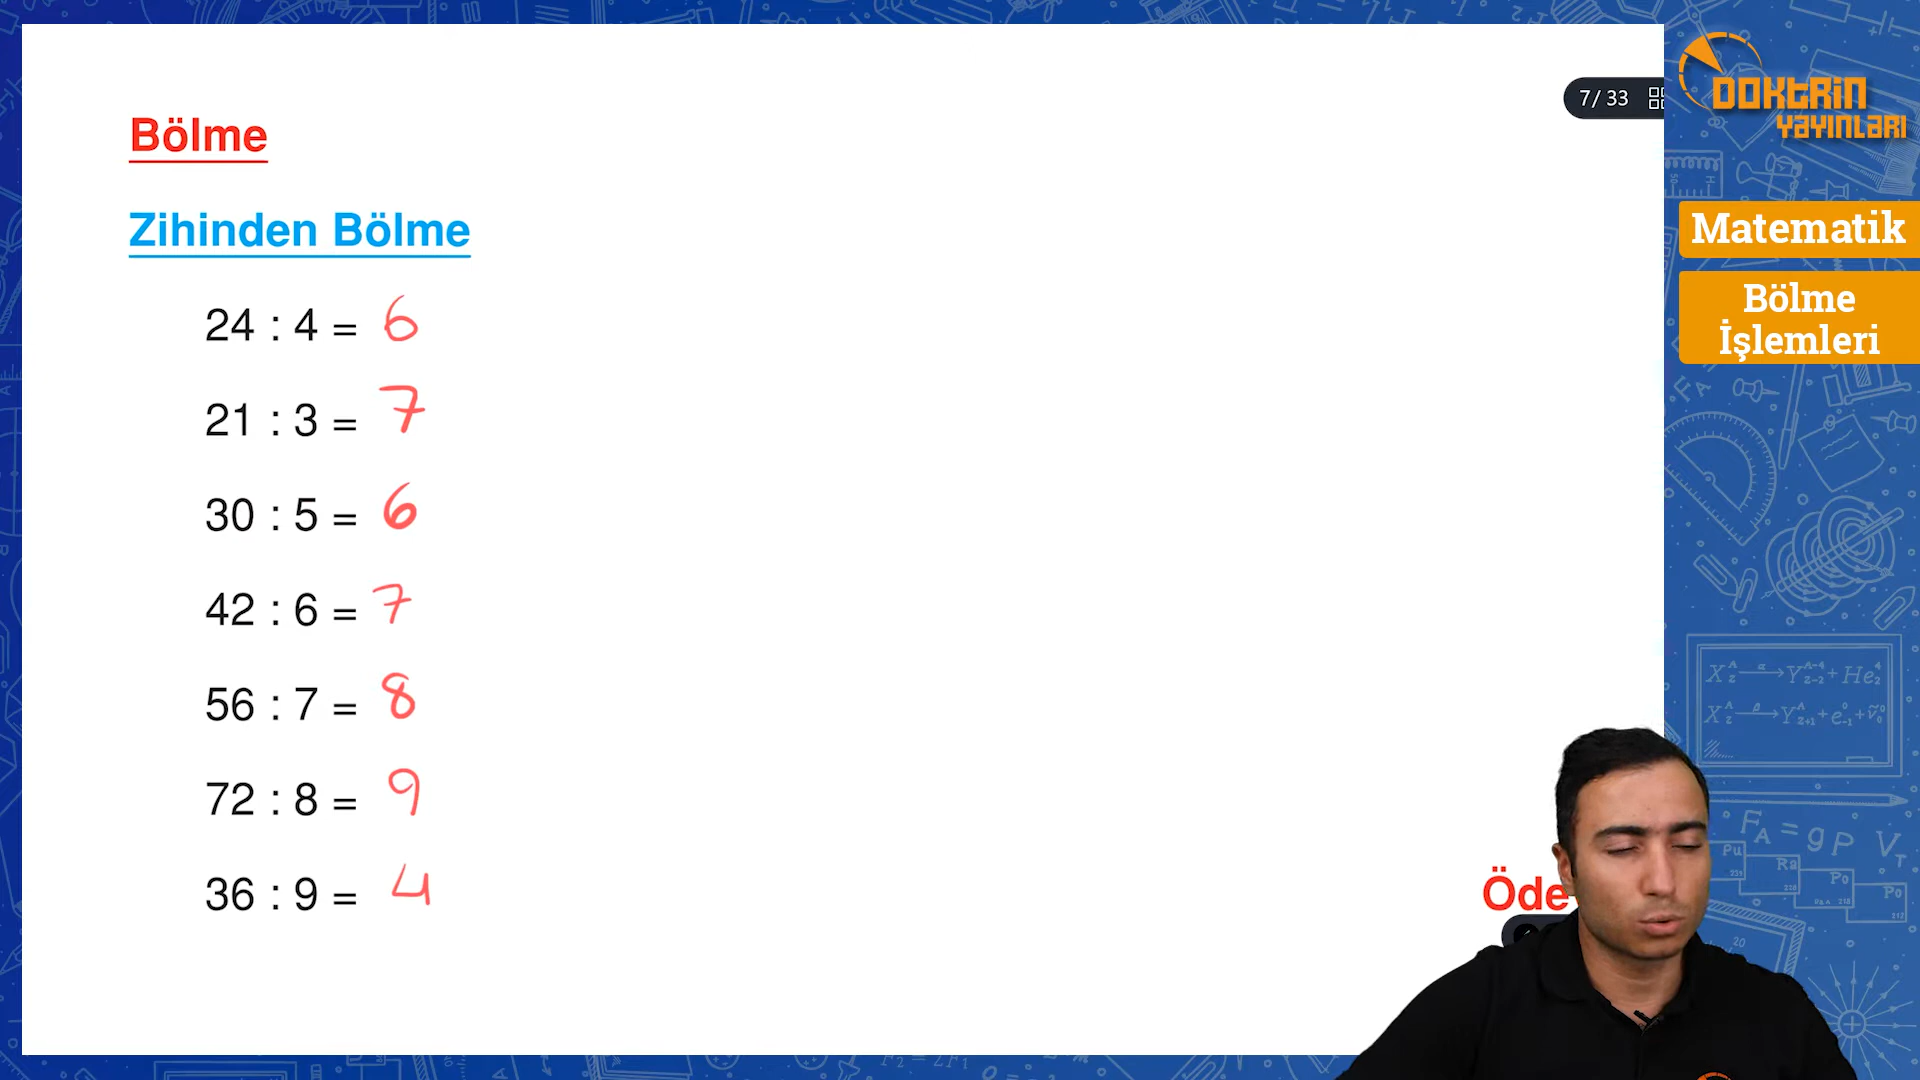 7/ 33
DOKTRİN
YAYINLARI
Bölme
Matematik
Zihinden Bölme
Bölme
İşlemleri
24 : 4 = 6
21 : 3 = 7
30 : 5 = 6
42 : 6 = 7
56 : 7 = 8
72 : 8 = 9
36 : 9 = 4
Öde